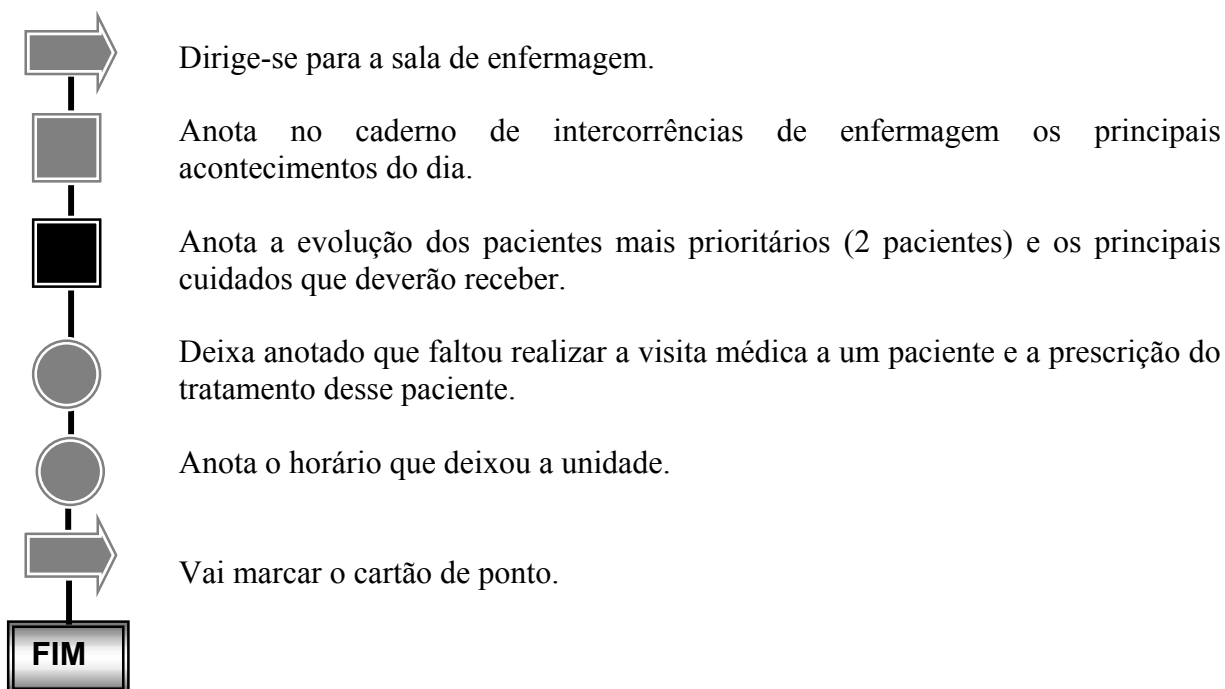 Dirige-se para a sala de enfermagem.
Anota no caderno de intercorrências de enfermagem os principais
acontecimentos do dia.
Anota a evolução dos pacientes mais prioritários (2 pacientes) e os principais
cuidados que deverão receber.
Deixa anotado que faltou realizar a visita médica a um paciente e a prescrição do
tratamento desse paciente.
Anota o horário que deixou a unidade.
Vai marcar o cartão de ponto.
FIM